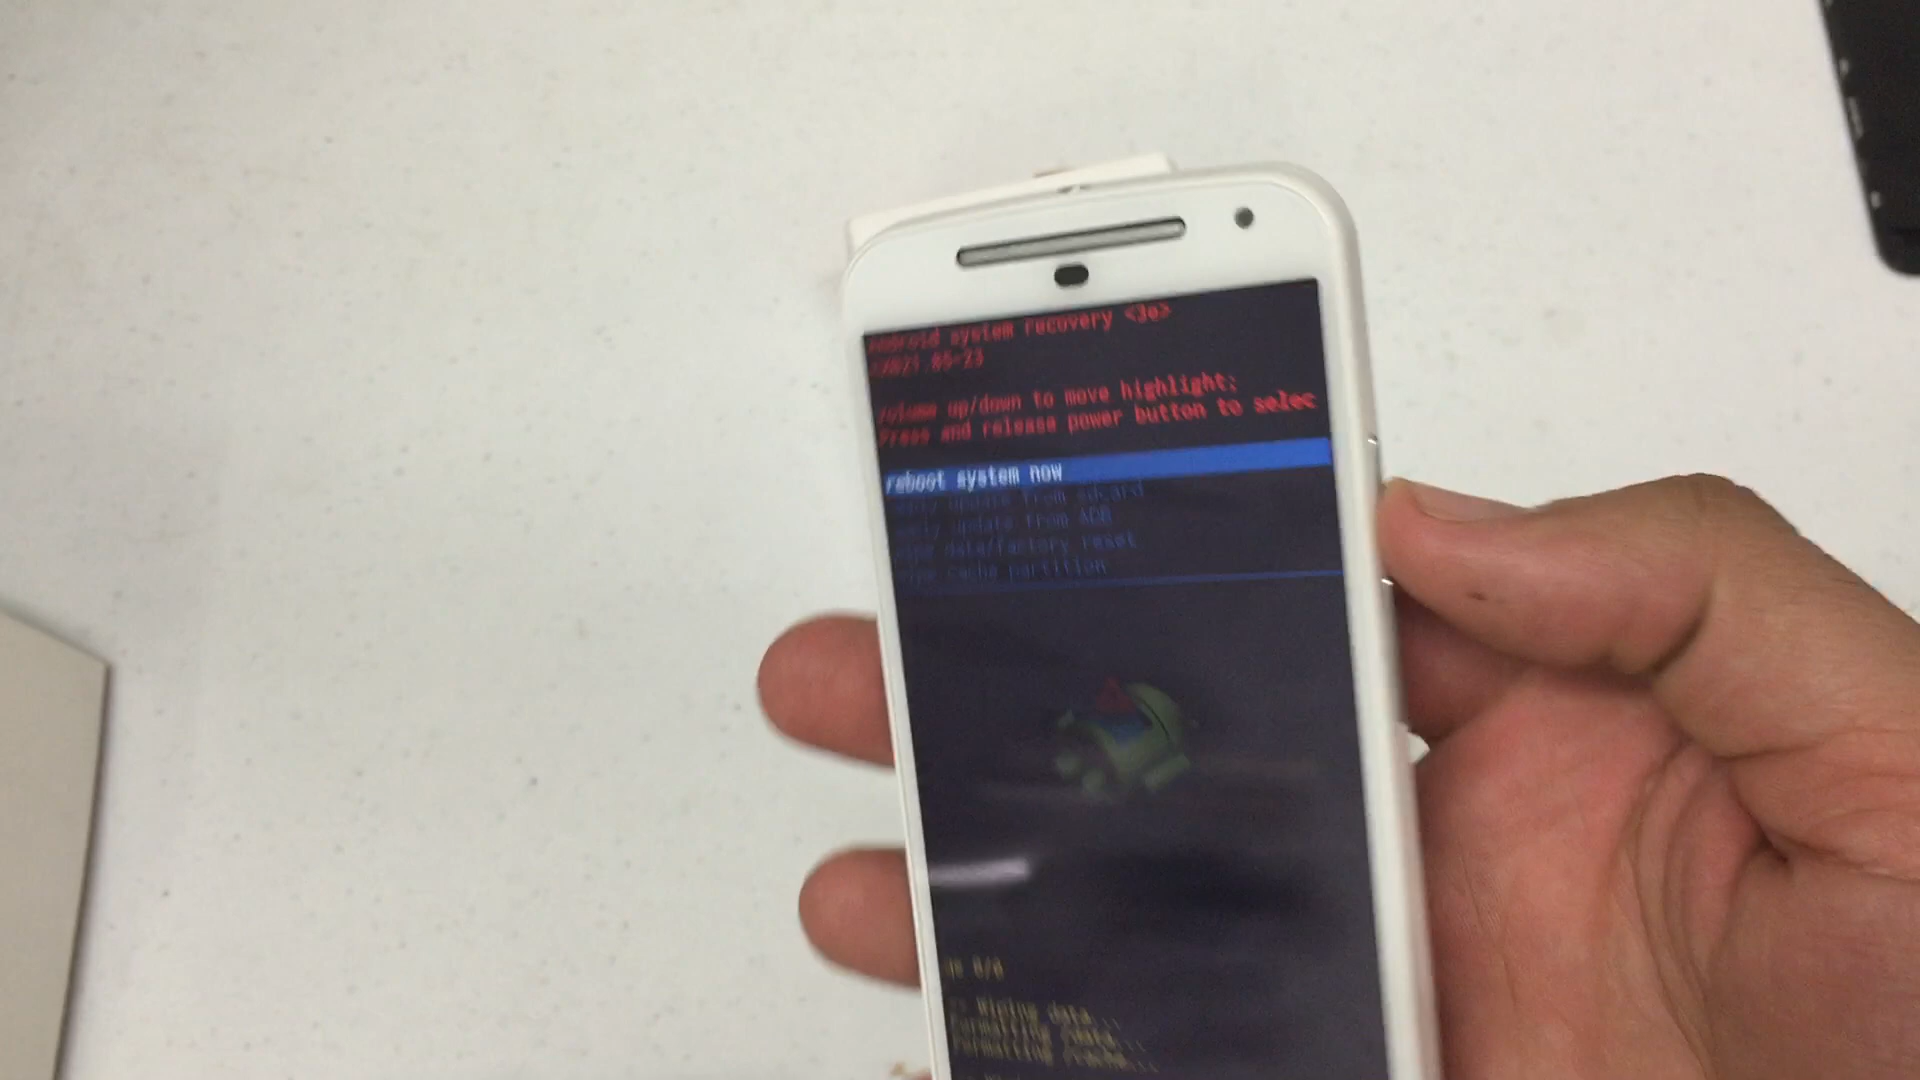 Android system recovery <3e>
Volume up/down to move highlight;
Press and release power button to selec
reboot system now
apply update from sdcard
apply update from ADB
wipe data/factory reset
wipe cache partition
Wiping data...
Formatting /data...
Formatting /cache...